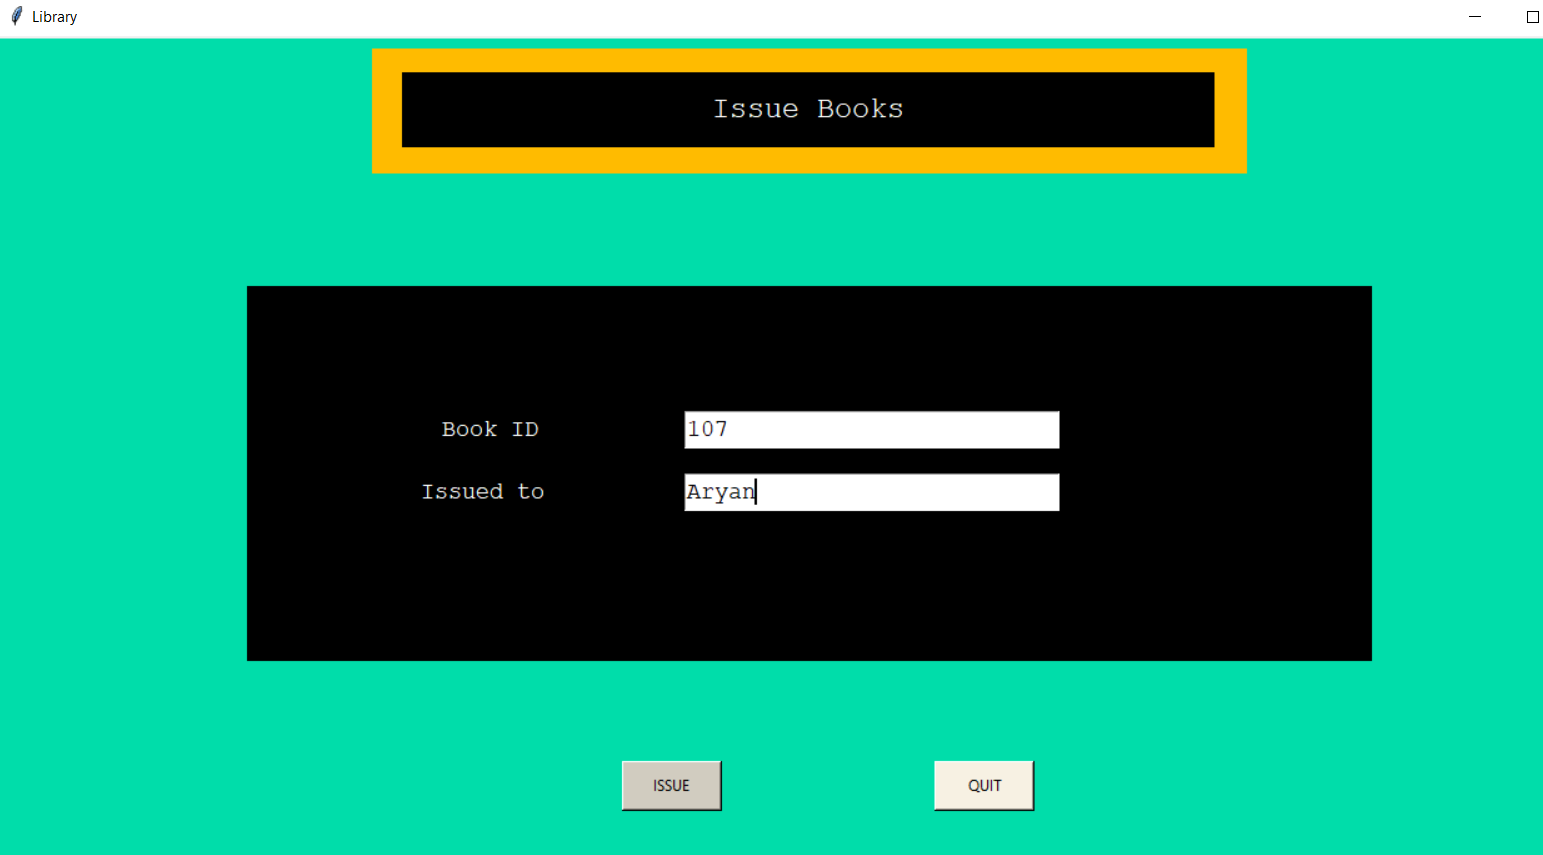 Library
Issue Books
Book ID
107
Issued to
Aryan
ISSUE
QUIT